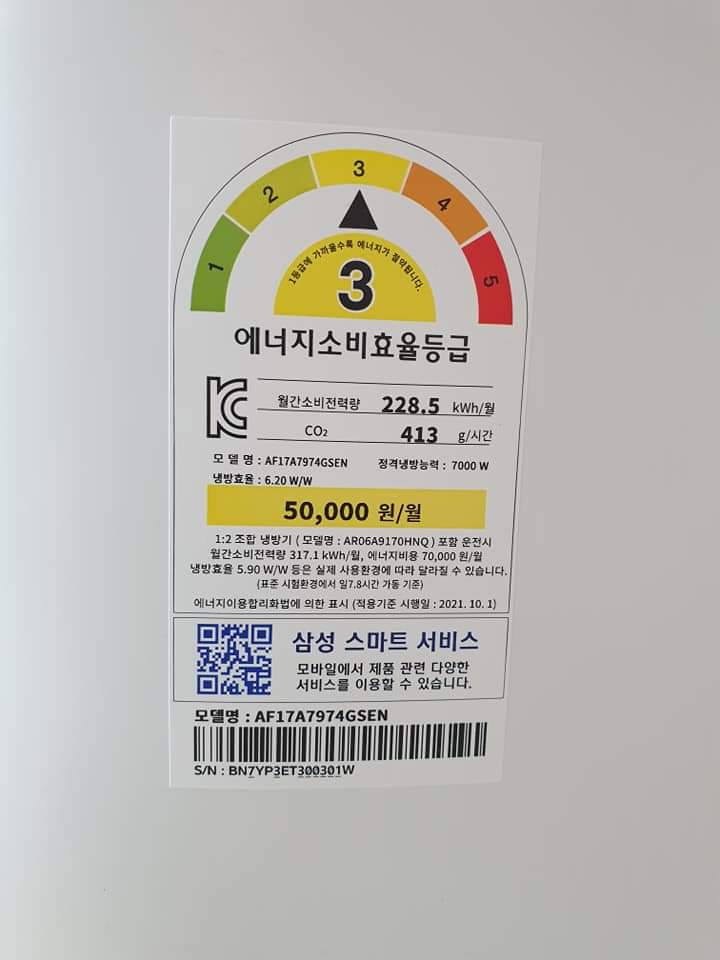 1 2 3 4 5
1등급에 가까울수록 에너지가 절약됩니다.
3
에너지소비효율등급
월간소비전력량 228.5 kWh/월
CO₂ 413 g/시간
모 델 명 : AF17A7974GSEN 정격냉방능력 : 7000 W
냉방효율 : 6.20 W/W
50,000 원/월
1:2 조합 냉방기 ( 모델명 : AR06A9170HNQ ) 포함 운전시
월간소비전력량 317.1 kWh/월, 에너지비용 70,000 원/월
냉방효율 5.90 W/W 등은 실제 사용환경에 따라 달라질 수 있습니다.
(표준 시험환경에서 일7.8시간 가동 기준)
에너지이용합리화법에 의한 표시 (적용기준 시행일 : 2021. 10. 1)
삼성 스마트 서비스
모바일에서 제품 관련 다양한
서비스를 이용할 수 있습니다.
모델명 : AF17A7974GSEN
S/N : BN7YP3ET300301W